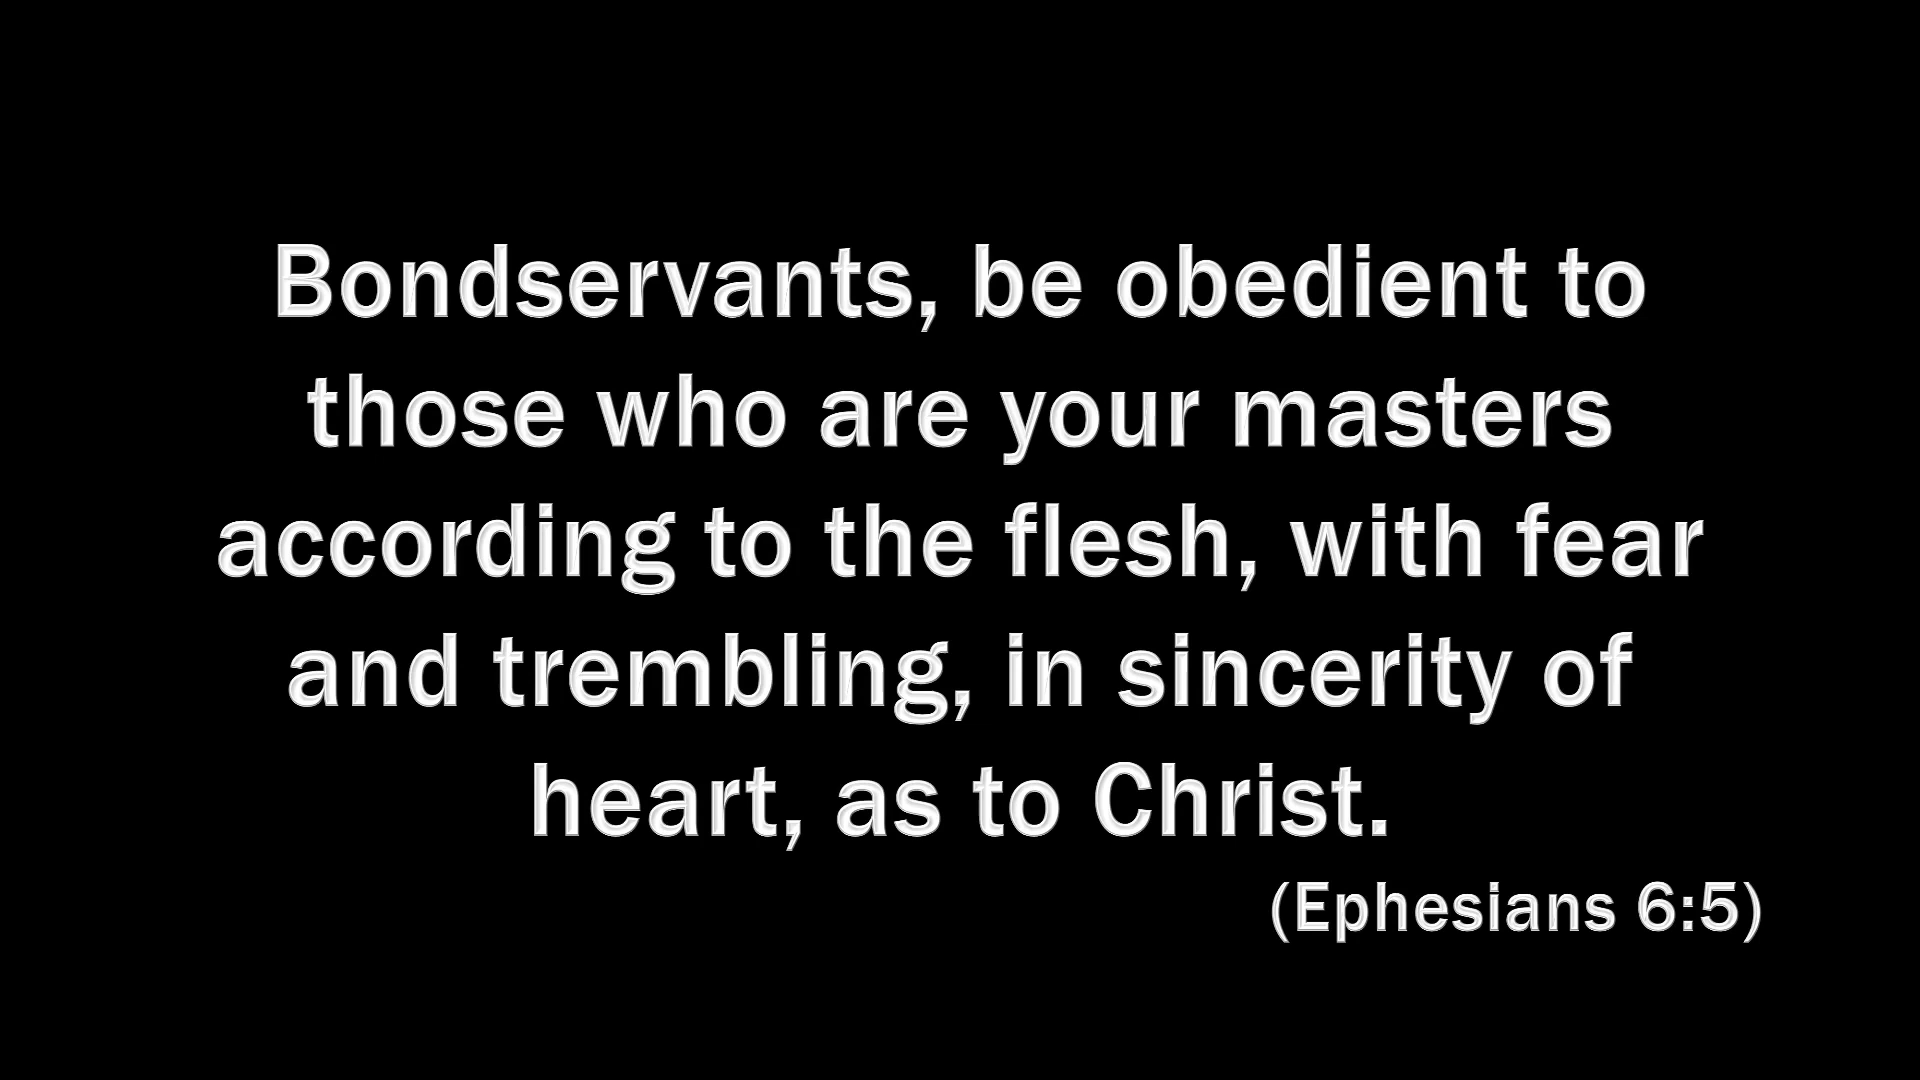 Bondservants, be obedient to
those who are your masters
according to the flesh, with fear
and trembling, in sincerity of
heart, as to Christ.
(Ephesians 6:5)